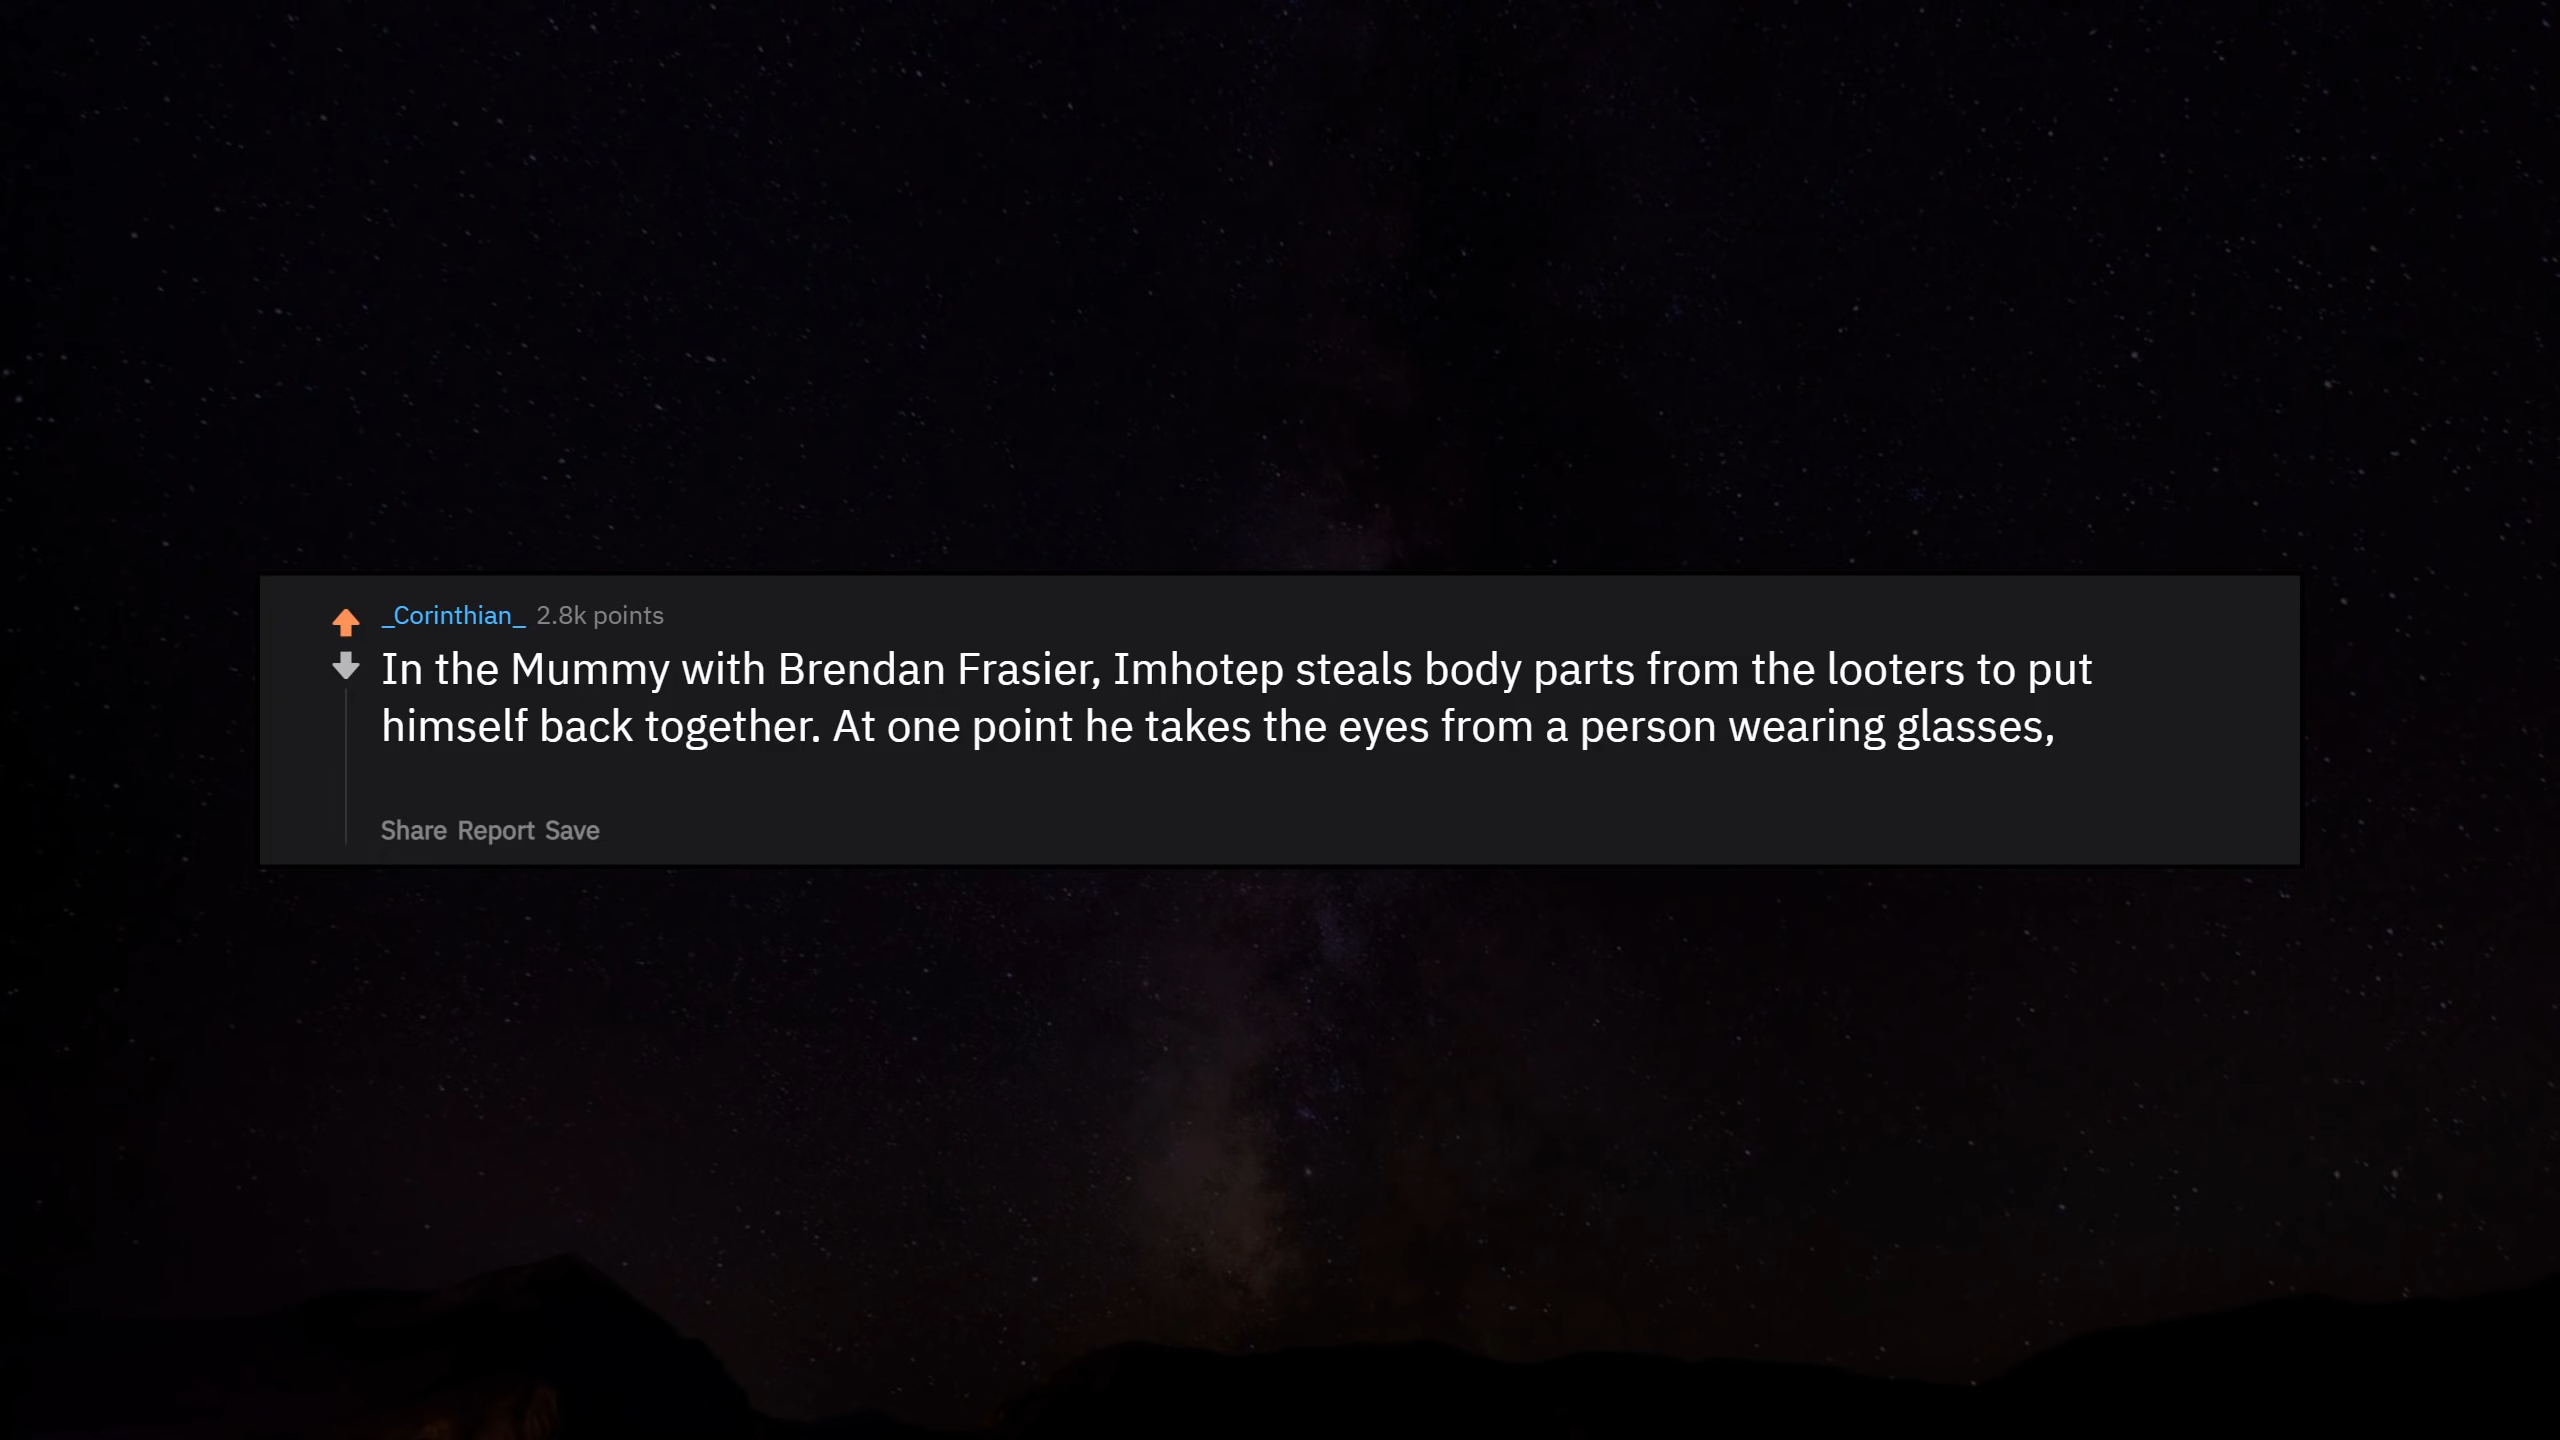 _Corinthian_ 2.8k points
In the Mummy with Brendan Frasier, Imhotep steals body parts from the looters to put
himself back together. At one point he takes the eyes from a person wearing glasses,
Share Report Save